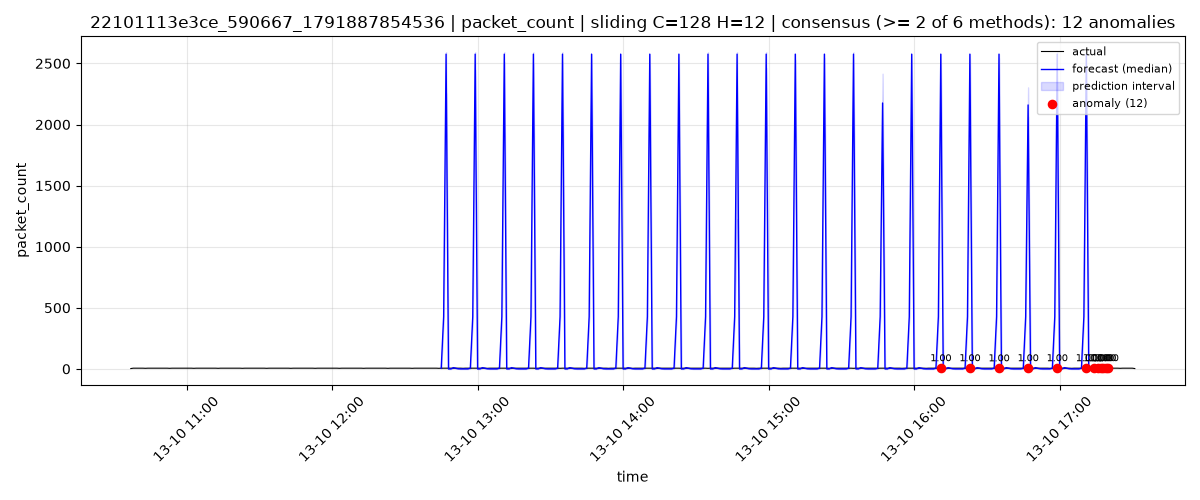 22101113e3ce_590667_1791887854536 | packet_count | sliding C=128 H=12 | consensus (>= 2 of 6 methods): 12 anomalies
actual
forecast (median)
prediction interval
anomaly (12)
packet_count
2500
2000
1500
1000
500
0
1.00 1.00 1.00 1.00 1.00
13-10 11:00 13-10 12:00 13-10 13:00 13-10 14:00 13-10 15:00 13-10 16:00 13-10 17:00
time